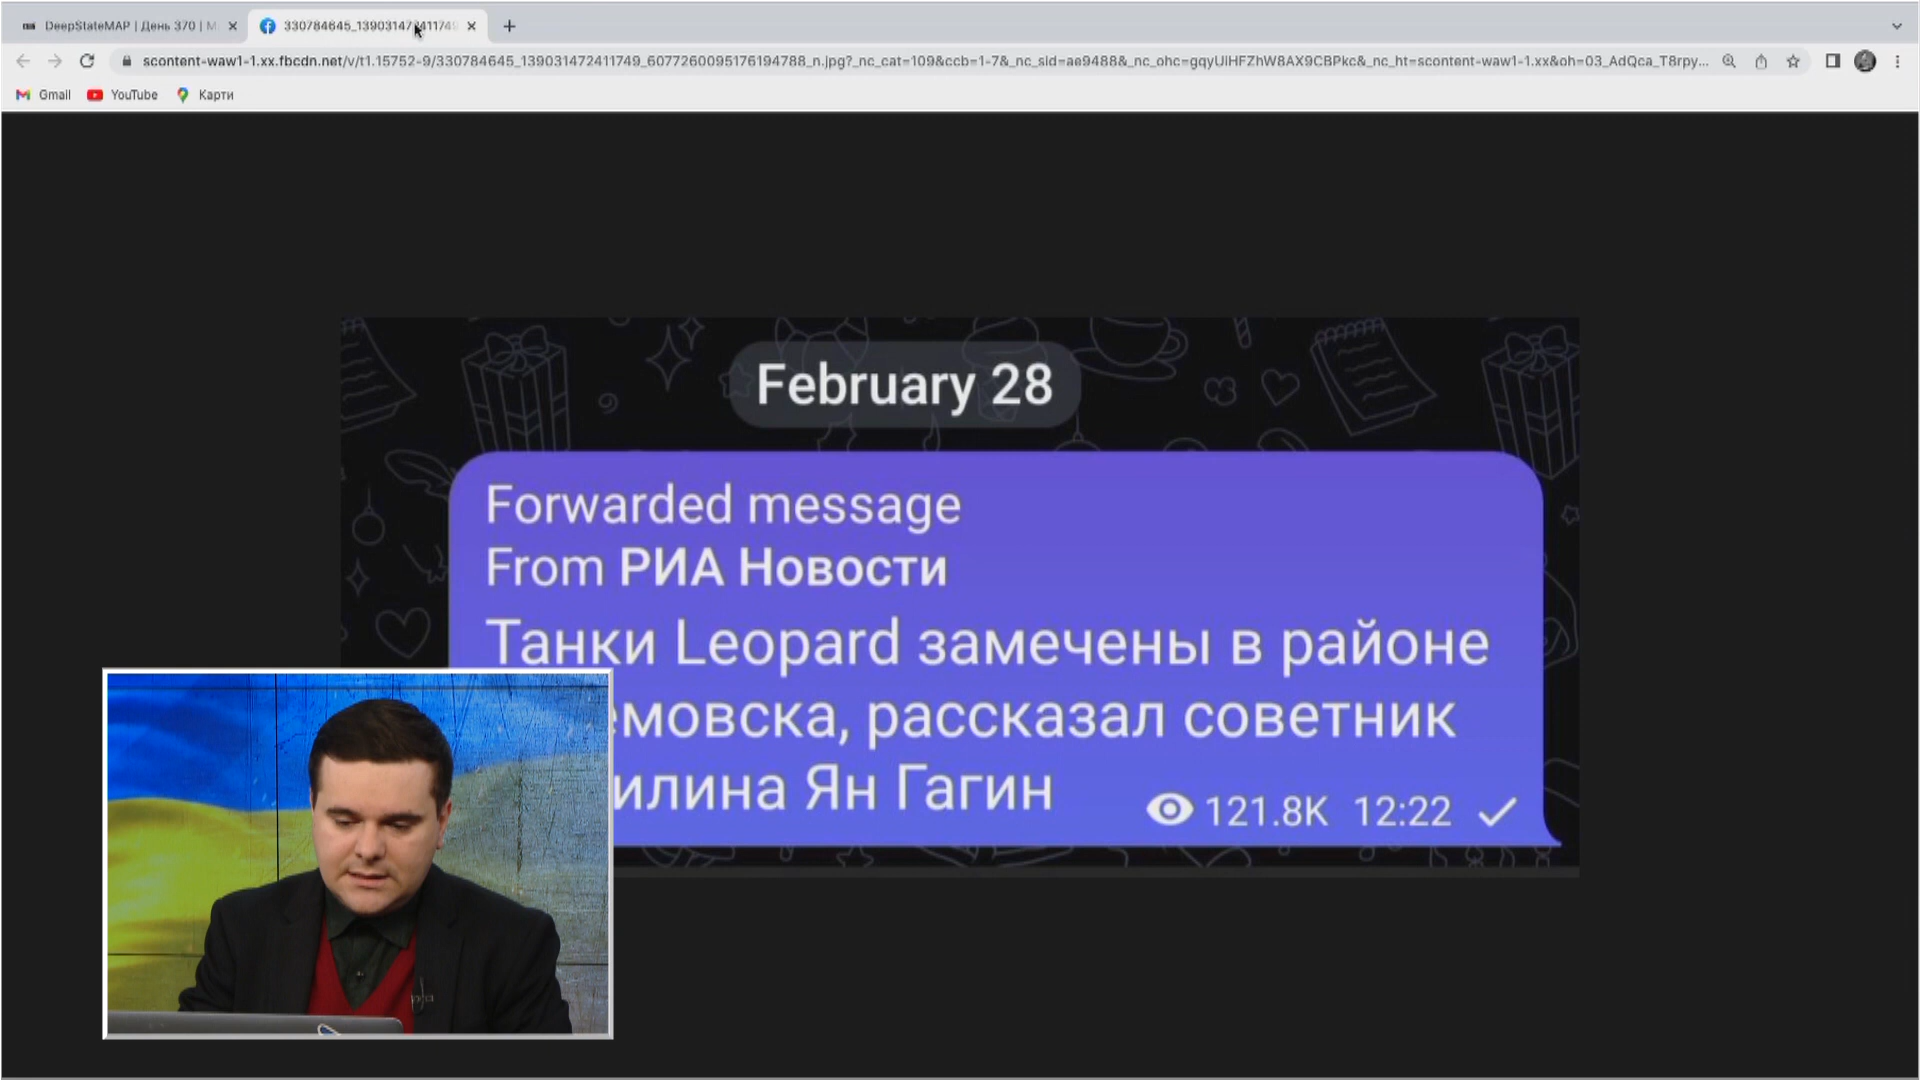 DeepStateMAP | День 370 | М
330784645_139031472411749
scontent-waw1-1.xx.fbcdn.net/v/t1.15752-9/330784645_139031472411749_6077260095176194788_n.jpg?_nc_cat=109&ccb=1-7&_nc_sid=ae9488&_nc_ohc=gqyUiHFZhW8AX9CBPkc&_nc_ht=scontent-waw1-1.xx&oh=03_AdQca_T8rpy...
Gmail YouTube Карти
February 28
Forwarded message
From РИА Новости
Танки Leopard замечены в районе
емовска, рассказал советник
илина Ян Гагин
121.8K 12:22